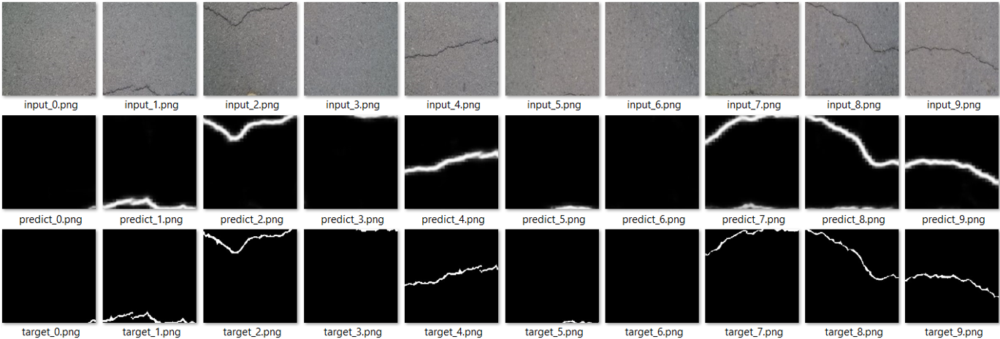 input_0.png input_1.png input_2.png input_3.png input_4.png input_5.png input_6.png input_7.png input_8.png input_9.png
predict_0.png predict_1.png predict_2.png predict_3.png predict_4.png predict_5.png predict_6.png predict_7.png predict_8.png predict_9.png
target_0.png target_1.png target_2.png target_3.png target_4.png target_5.png target_6.png target_7.png target_8.png target_9.png